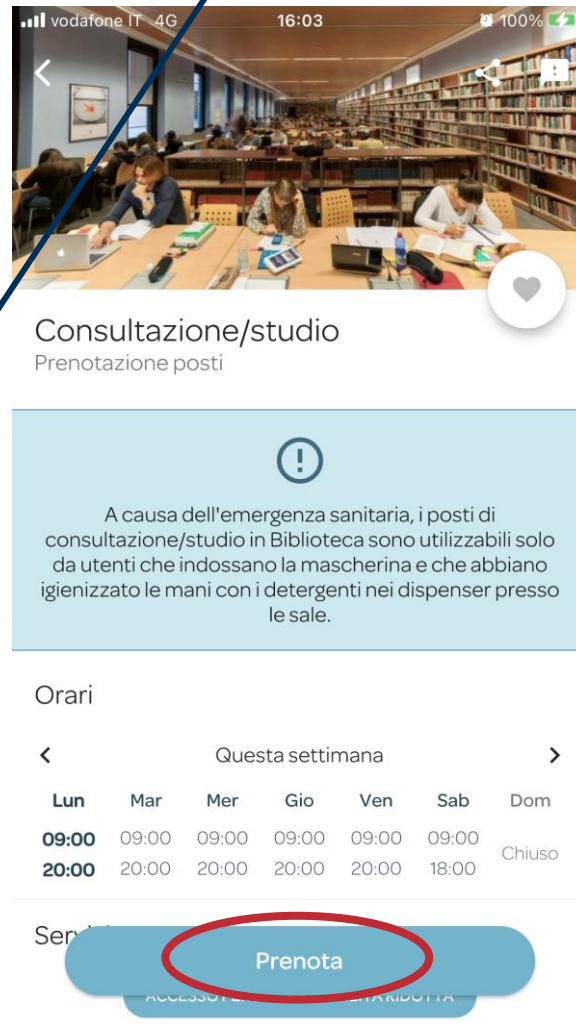 vodafone IT 4G 16:03 100%
Consultazione/studio
Prenotazione posti
A causa dell'emergenza sanitaria, i posti di
consultazione/studio in Biblioteca sono utilizzabili solo
da utenti che indossano la mascherina e che abbiano
igienizzato le mani con i detergenti nei dispenser presso
le sale.
Orari
< Questa settimana >
Lun Mar Mer Gio Ven Sab Dom
09:00 09:00 09:00 09:00 09:00 09:00 Chiuso
20:00 20:00 20:00 20:00 20:00 18:00
Prenota